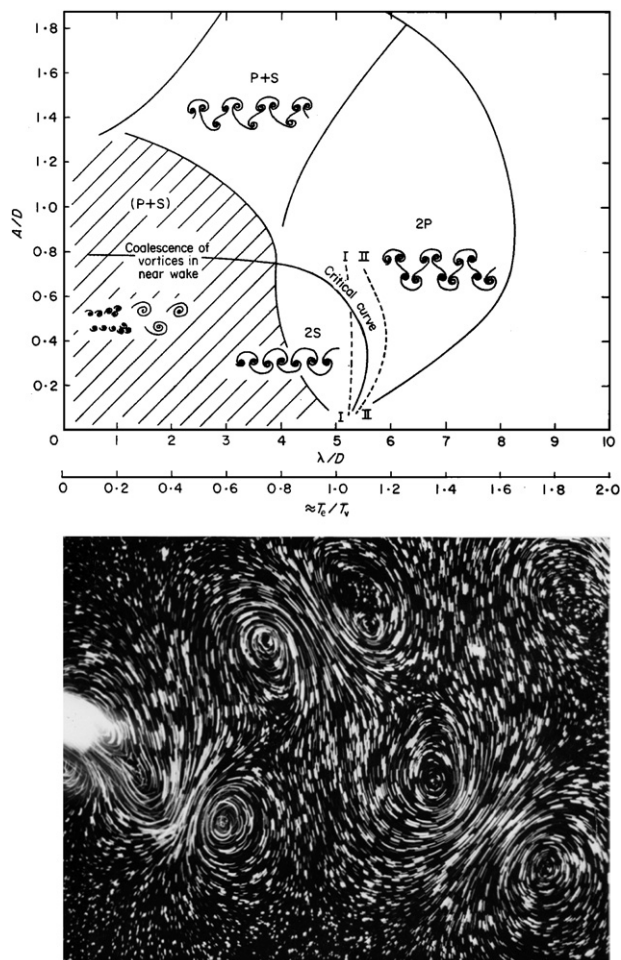 1·8
1·6
1·4
1·2
1·0
0·8
0·6
0·4
0·2
A/D
P+S
(P+S)
Coalescence of
vortices in
near wake
2P
I II
Critical curve
2S
I II
0 1 2 3 4 5 6 7 8 9 10
λ/D
0 0·2 0·4 0·6 0·8 1·0 1·2 1·4 1·6 1·8 2·0
≈Te/Tv